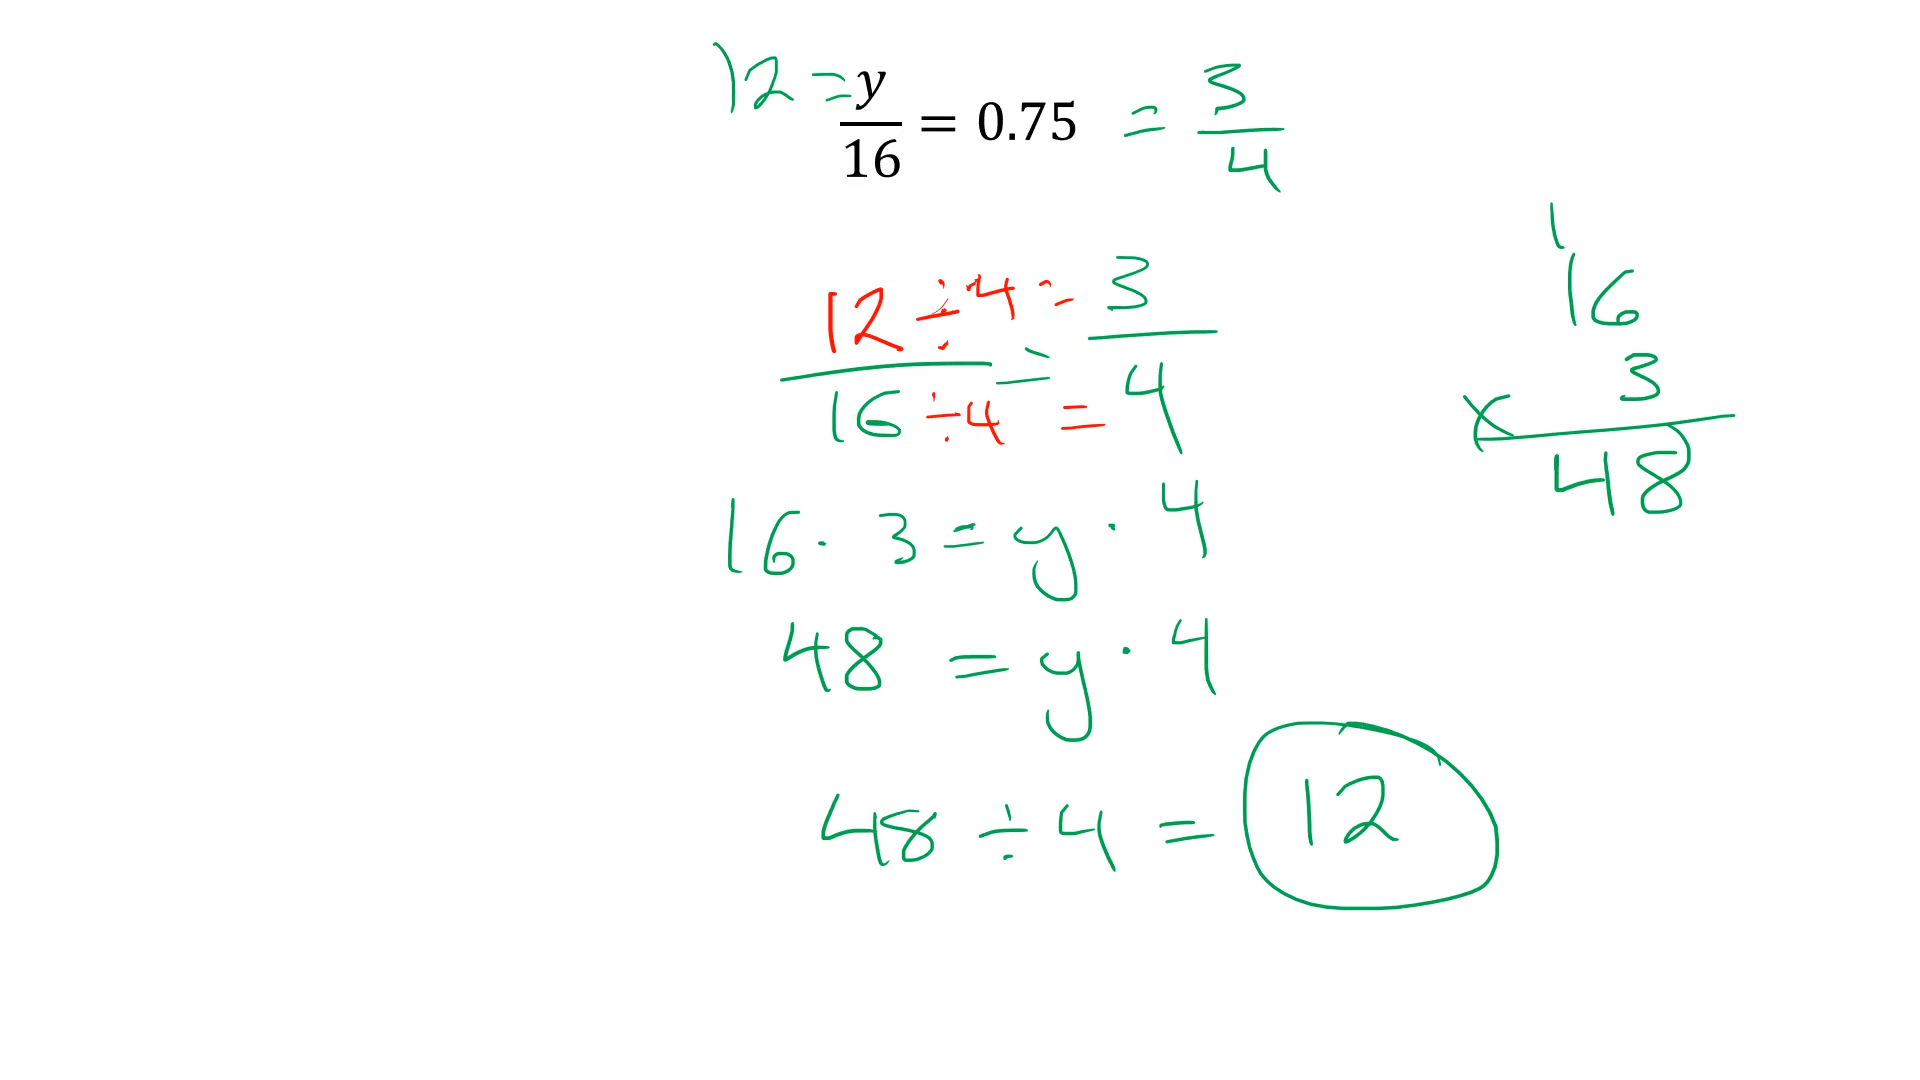 12 = y/16 = 0.75 = 3/4
12 ÷ 4 = 3
16 ÷ 4 = 4
=
16 · 3 = y · 4
48 = y · 4
48 ÷ 4 = 12
1
16
× 3
48